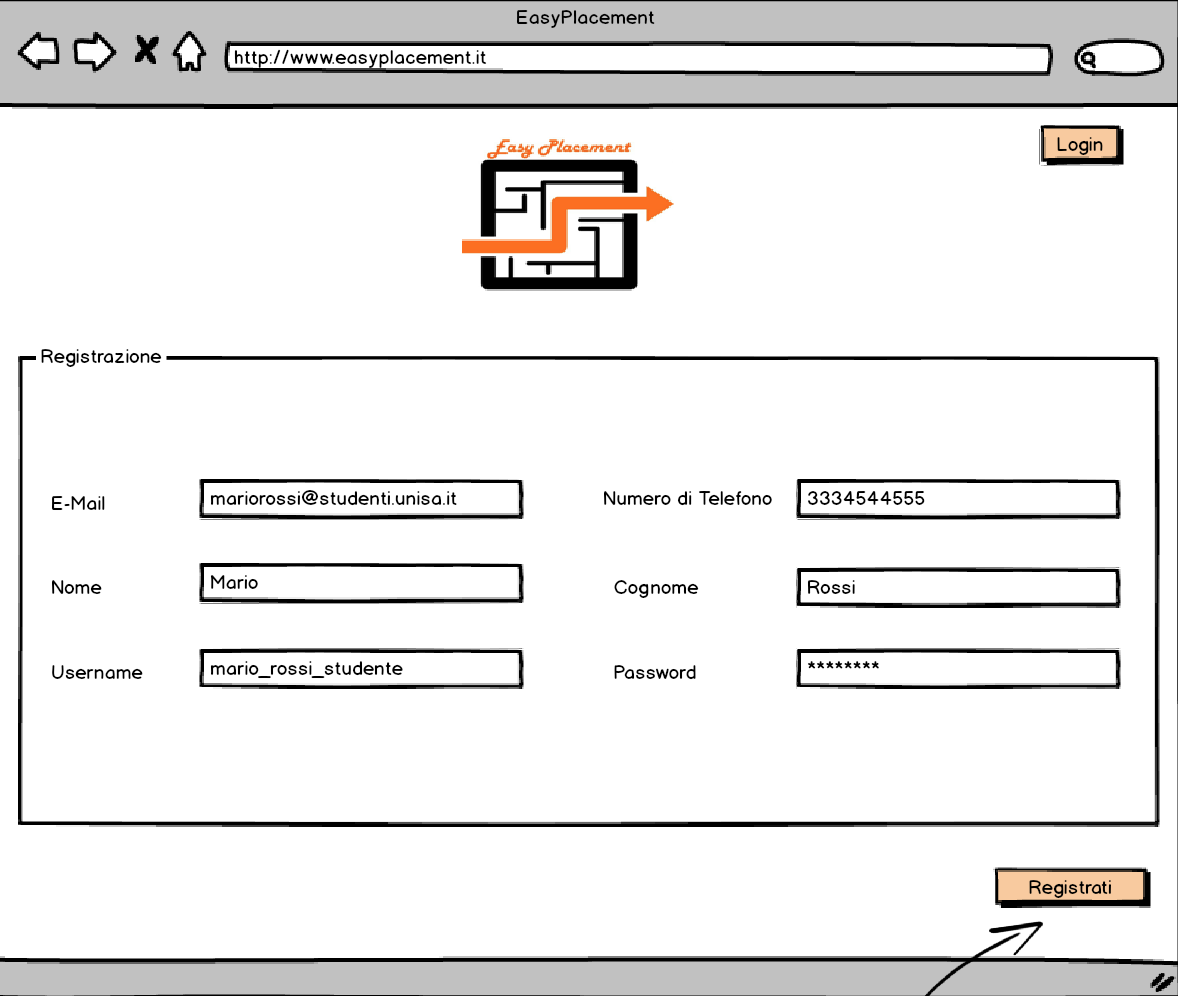 EasyPlacement
http://www.easyplacement.it
Login
Easy Placement
Registrazione
E-Mail
mariorossi@studenti.unisa.it
Numero di Telefono
3334544555
Nome
Mario
Cognome
Rossi
Username
mario_rossi_studente
Password
********
Registrati